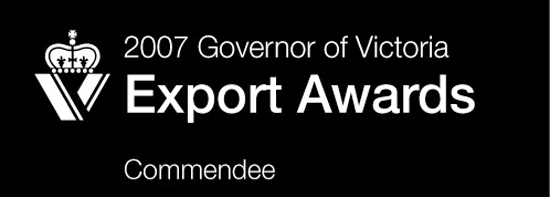 2007 Governor of Victoria
Export Awards
Commendee